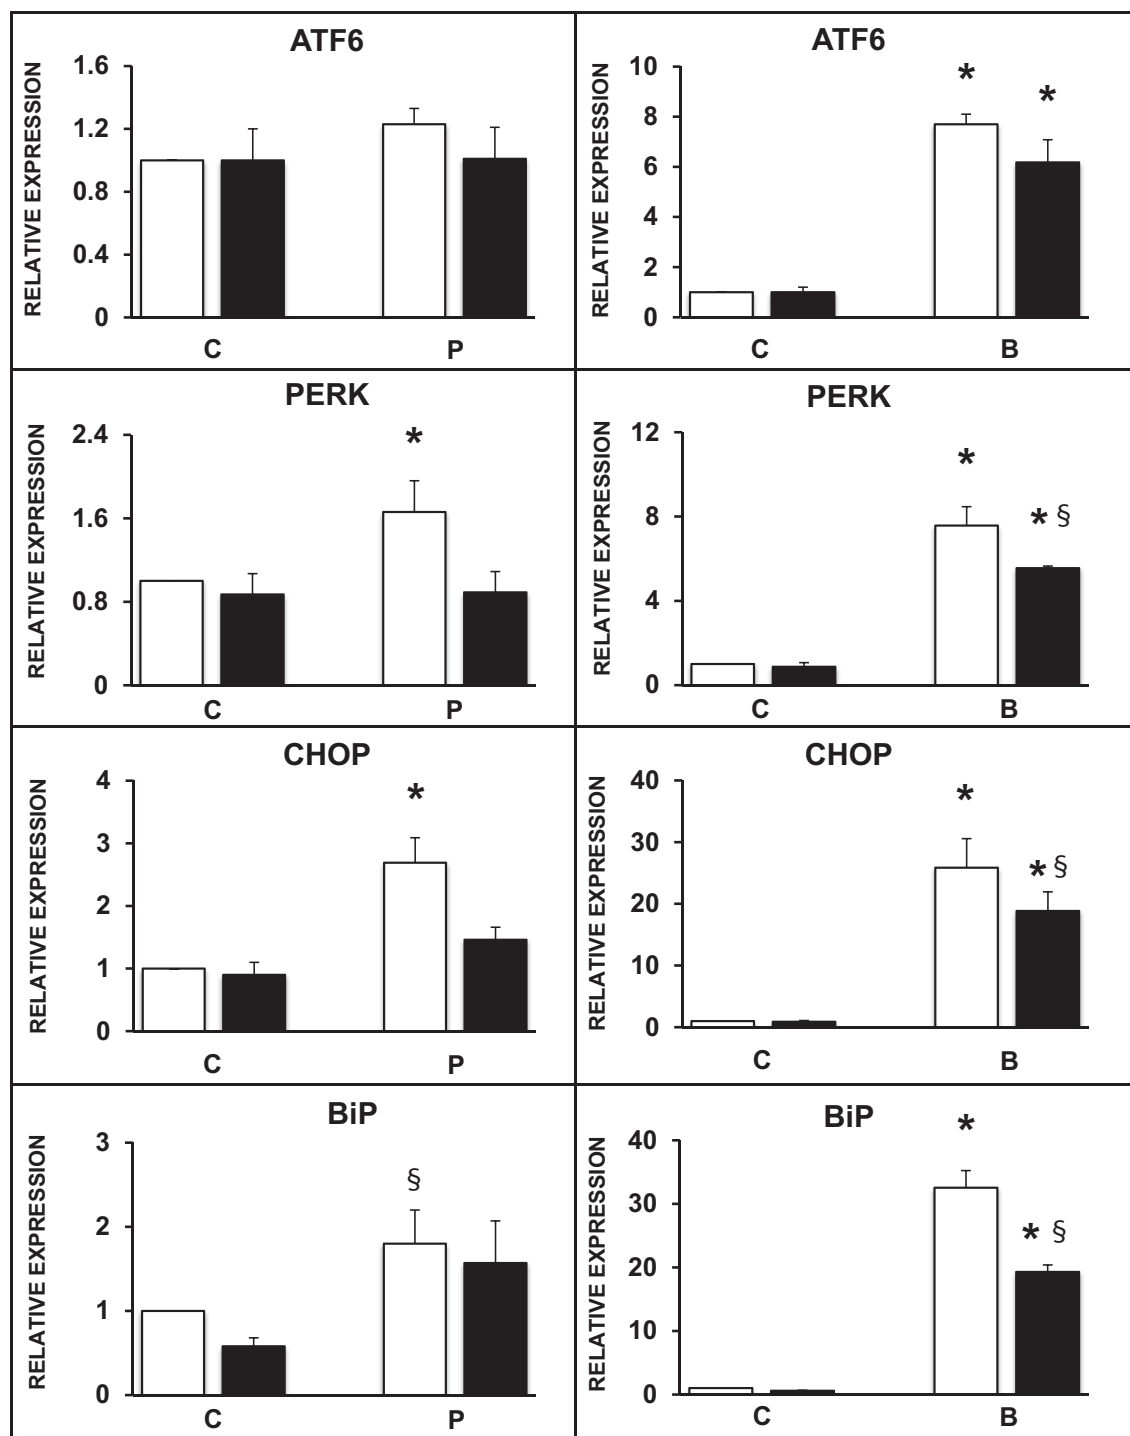 ATF6
RELATIVE EXPRESSION
1.6
1.2
0.8
0.4
0
C P
ATF6
RELATIVE EXPRESSION
10
8
6
4
2
0
* *
C B
PERK
RELATIVE EXPRESSION
2.4
1.6
0.8
0
*
C P
PERK
RELATIVE EXPRESSION
12
8
4
0
*
* §
C B
CHOP
RELATIVE EXPRESSION
4
3
2
1
0
*
C P
CHOP
RELATIVE EXPRESSION
40
30
20
10
0
*
* §
C B
BiP
RELATIVE EXPRESSION
3
2
1
0
§
C P
BiP
RELATIVE EXPRESSION
40
30
20
10
0
*
* §
C B